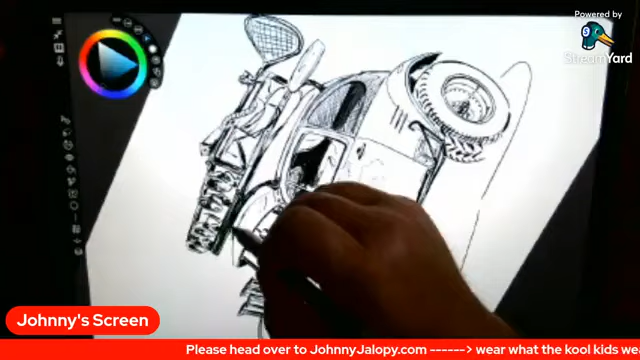 Powered by
StreamYard
Johnny's Screen
Please head over to JohnnyJalopy.com ------> wear what the kool kids we